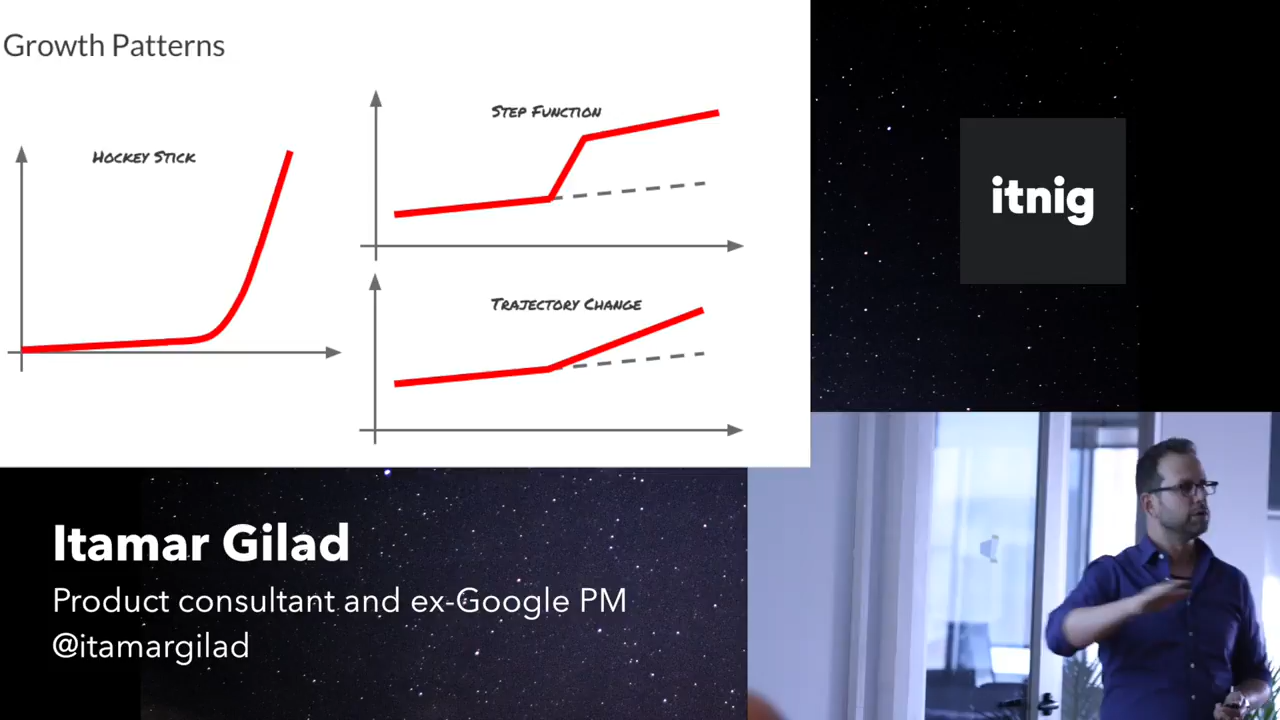 Growth Patterns
Hockey Stick
Step Function
Trajectory Change
itnig
Itamar Gilad
Product consultant and ex-Google PM
@itamargilad